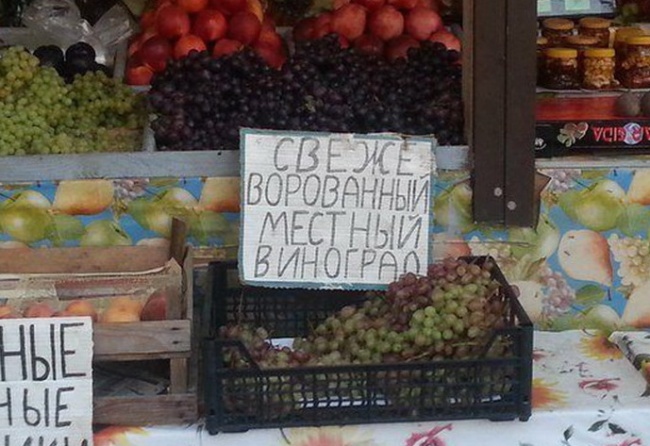 СВЕЖЕ
ВОРОВАННЫЙ
МЕСТНЫЙ
ВИНОГРАД
НЫЕ
НЫЕ